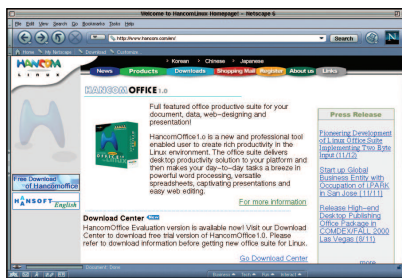 Welcome to HancomLinux Homepage! - Netscape 6
File Edit View Search Go Bookmarks Tasks Help
http://www.hancom.com/en/
Search
Home My Netscape Download Customize
HANCOM
LINUX
Korean Chinese Japanese
News Products Downloads Shopping Mall Register About us Links
HANCOM OFFICE 1.0
Full featured office productive suite for your
document, data, web-designing and
presentation!
HancomOffice1.0 is a new and professional tool
enabled user to create rich productivity in the
Linux environment. The office suite delivers
desktop productivity solution to your platform and
then makes your day-to-day tasks a breeze in
powerful word processing, versatile
spreadsheets, captivating presentations and
easy web editing.
For more information
Press Release
Pioneering Development
of Linux Office Suite
Implementing Two Byte
Input (11/12)
Start up Global
Business Entity with
Occupation of I.PARK
in San Jose [11/11]
Release High-end
Desktop Publishing
Office Package in
COMDEX/FALL 2000
Las Vegas (8/11)
more
Free Download
of Hancomoffice
HANSOFT English
Download Center
HancomOffice Evaluation version is available now! Visit our Download
Center to download free trial version of HancomOffice1.0. Please
refer to download information before getting new office suite for Linux.
Go Download Center
Document: Done
Business Tech Fun Interact